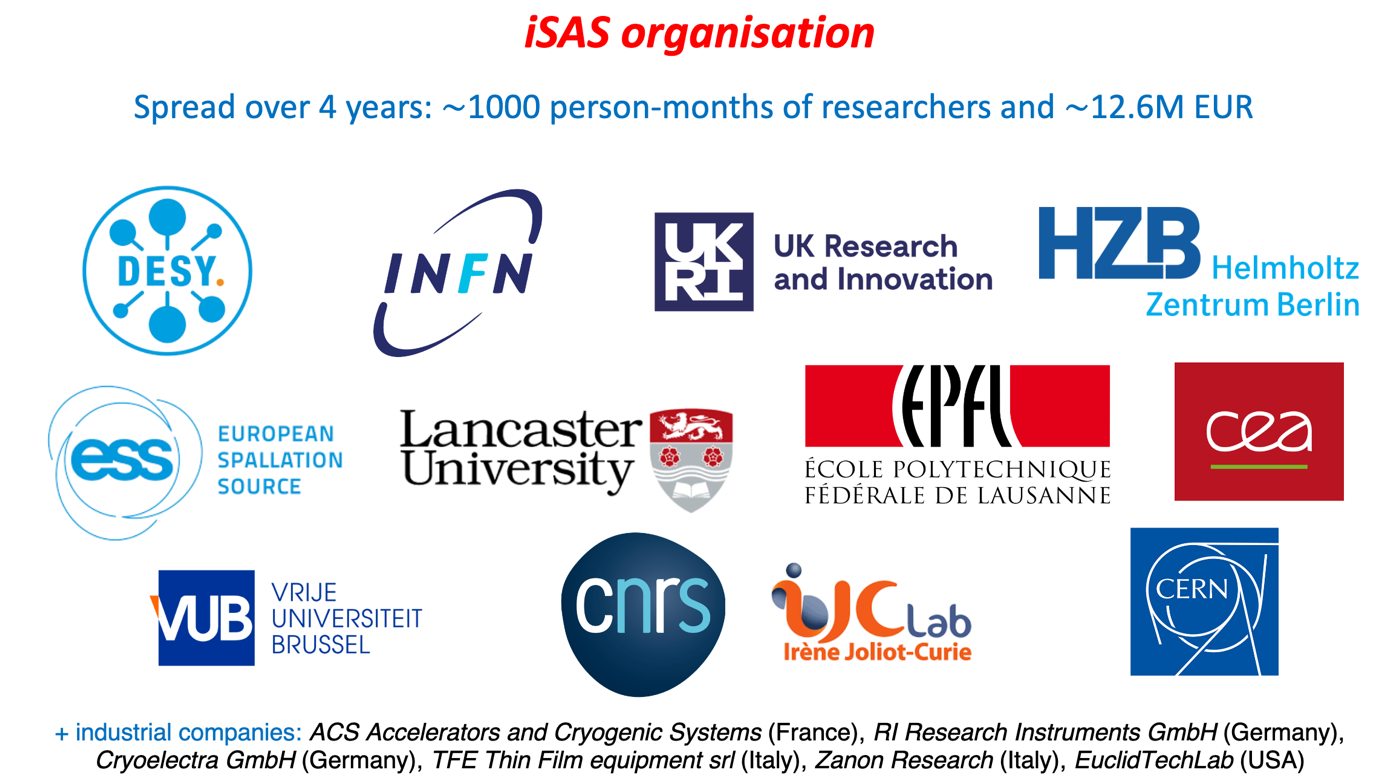 iSAS organisation
Spread over 4 years: ~1000 person-months of researchers and ~12.6M EUR
DESY.
INFN
UK
RI
UK Research
and Innovation
HZB Helmholtz
Zentrum Berlin
ess
EUROPEAN
SPALLATION
SOURCE
Lancaster
University
EPFL
ÉCOLE POLYTECHNIQUE
FÉDÉRALE DE LAUSANNE
cea
VUB
VRIJE
UNIVERSITEIT
BRUSSEL
cnrs
iJC Lab
Irène Joliot-Curie
CERN
+ industrial companies: ACS Accelerators and Cryogenic Systems (France), RI Research Instruments GmbH (Germany),
Cryoelectra GmbH (Germany), TFE Thin Film equipment srl (Italy), Zanon Research (Italy), EuclidTechLab (USA)